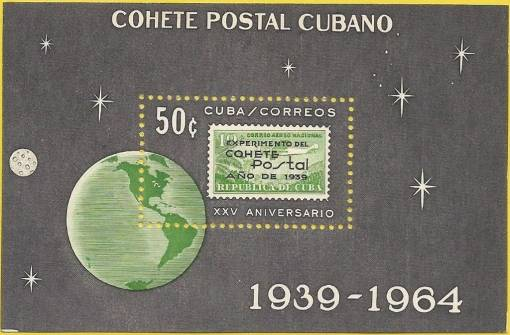 COHETE POSTAL CUBANO
CUBA/CORREOS
50¢
10¢
CORREO AEREO NACIONAL
EXPERIMENTO DEL
COHETE
Postal
AÑO DE 1939
REPUBLICA DE CUBA
XXV ANIVERSARIO
1939-1964